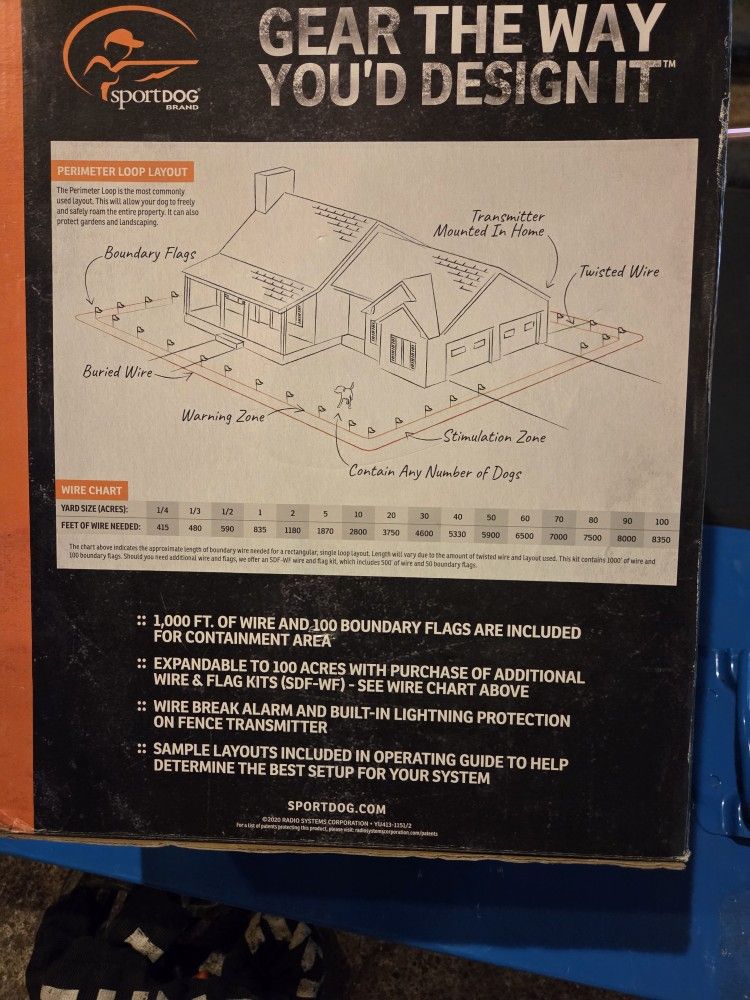 GEAR THE WAY
YOU'D DESIGN IT™
sportDOG®
BRAND
PERIMETER LOOP LAYOUT
The Perimeter Loop is the most commonly
used layout. This will allow your dog to freely
and safely roam the entire property. It can also
protect gardens and landscaping.
Transmitter
Mounted In Home
Boundary Flags
Twisted Wire
Buried Wire
Warning Zone
Stimulation Zone
Contain Any Number of Dogs
WIRE CHART
YARD SIZE (ACRES): 1/4 1/3 1/2 1 2 5 10 20 30 40 50 60 70 80 90 100
FEET OF WIRE NEEDED: 415 480 590 835 1180 1870 2800 3750 4600 5330 5900 6500 7000 7500 8000 8350
The chart above indicates the approximate length of boundary wire needed for a rectangular, single loop layout. Length will vary due to the amount of twisted wire and layout used. This kit contains 1000' of wire and
100 boundary flags. Should you need additional wire and flags, we offer an SDF-WF wire and flag kit, which includes 500' of wire and 50 boundary flags.
:: 1,000 FT. OF WIRE AND 100 BOUNDARY FLAGS ARE INCLUDED
FOR CONTAINMENT AREA
:: EXPANDABLE TO 100 ACRES WITH PURCHASE OF ADDITIONAL
WIRE & FLAG KITS (SDF-WF) – SEE WIRE CHART ABOVE
:: WIRE BREAK ALARM AND BUILT-IN LIGHTNING PROTECTION
ON FENCE TRANSMITTER
:: SAMPLE LAYOUTS INCLUDED IN OPERATING GUIDE TO HELP
DETERMINE THE BEST SETUP FOR YOUR SYSTEM
SPORTDOG.COM
©2020 RADIO SYSTEMS CORPORATION • YU413-1151/2
For a list of patents protecting this product, please visit: radiosystemscorporation.com/patents